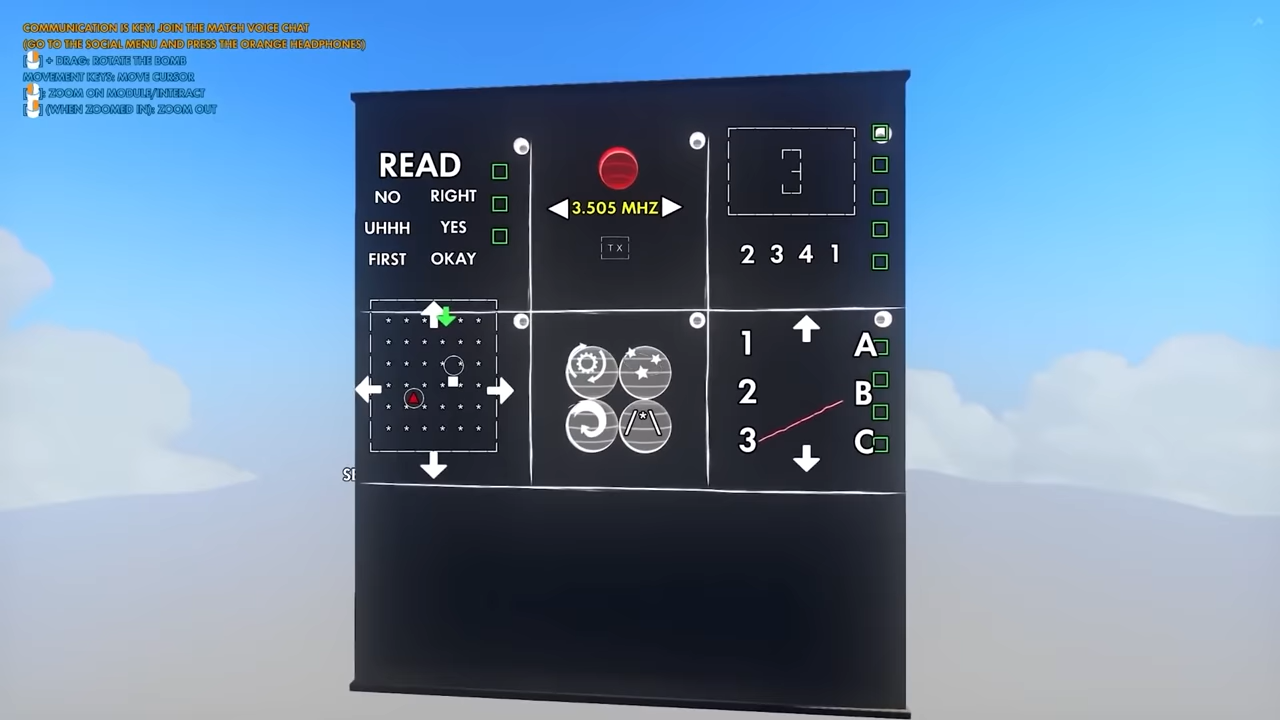 COMMUNICATION IS KEY! JOIN THE MATCH VOICE CHAT
(GO TO THE SOCIAL MENU AND PRESS THE ORANGE HEADPHONES)
[ ] + DRAG: ROTATE THE BOMB
MOVEMENT KEYS: MOVE CURSOR
[ ]: ZOOM ON MODULE/INTERACT
[ ] (WHEN ZOOMED IN): ZOOM OUT
READ
NO RIGHT
UHHH YES
FIRST OKAY
3.505 MHZ
TX
3
2 3 4 1
1 A
2 B
3 C